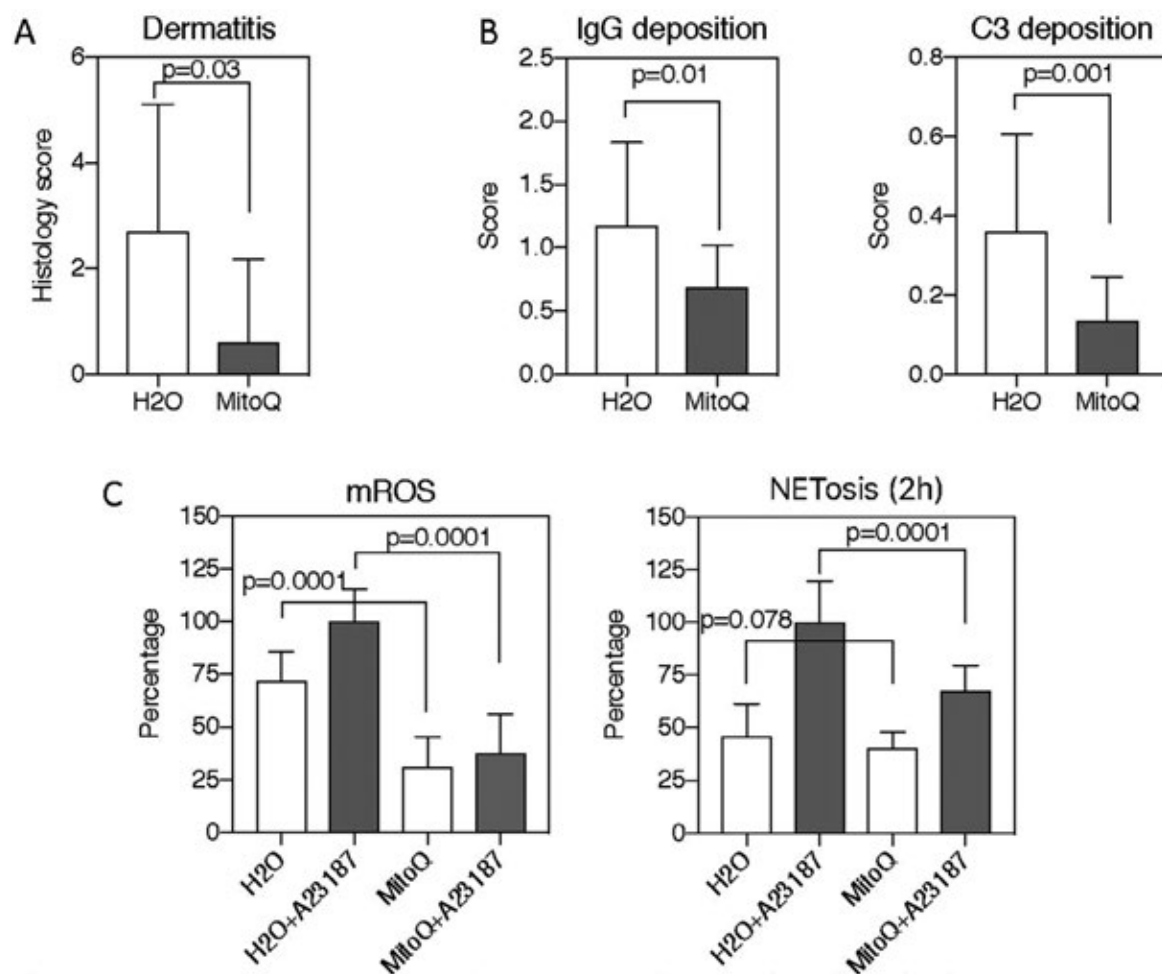 A
Dermatitis
Histology score
6
4
2
0
p=0.03
H2O
MitoQ
B
IgG deposition
Score
2.5
2.0
1.5
1.0
0.5
0.0
p=0.01
H2O
MitoQ
C3 deposition
Score
0.8
0.6
0.4
0.2
0.0
p=0.001
H2O
MitoQ
C
mROS
Percentage
150
125
100
75
50
25
0
p=0.0001
p=0.0001
H2O
H2O+A23187
MitoQ
MitoQ+A23187
NETosis (2h)
Percentage
150
125
100
75
50
25
0
p=0.0001
p=0.078
H2O
H2O+A23187
MitoQ
MitoQ+A23187